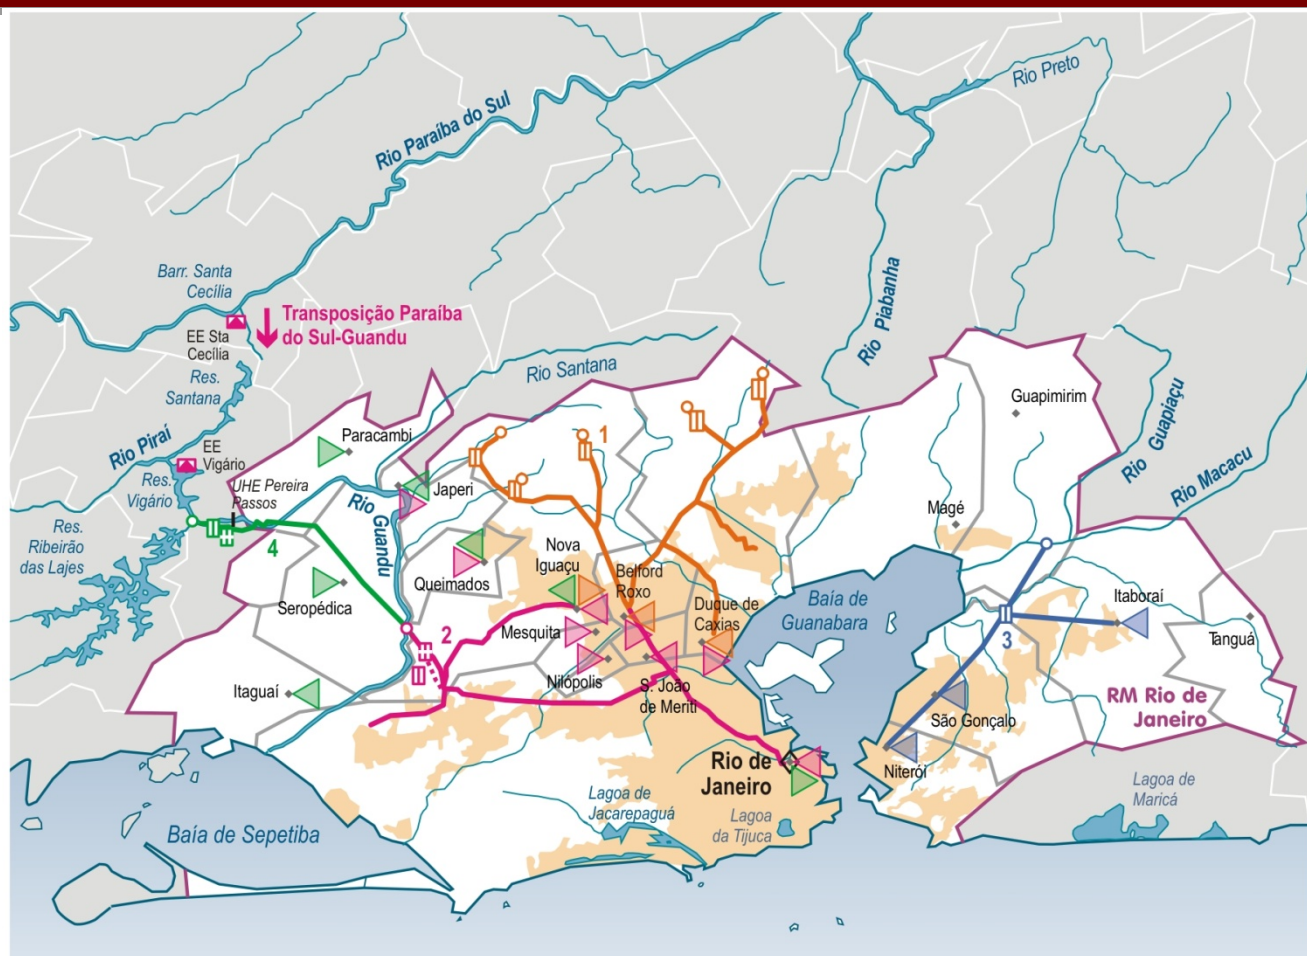 Rio Preto
Rio Paraíba do Sul
Barr. Santa
Cecília
Transposição Paraíba
do Sul-Guandu
EE Sta
Cecília
Res.
Santana
Rio Piabanha
Rio Santana
Guapimirim
Rio Guapiaçu
Rio Piraí
Paracambi
1
EE
Vigário
Res.
Vigário
UHE Pereira
Passos
Japeri
Rio Guandu
Rio Macacu
Magé
Res.
Ribeirão
das Lajes
4
Nova
Iguaçu
Queimados
Belford
Roxo
Seropédica
Duque de
Caxias
Baía de
Guanabara
Itaboraí
Mesquita
2
3
Tanguá
Nilópolis
Itaguaí
S. João
de Meriti
São Gonçalo
RM Rio de
Janeiro
Rio de
Janeiro
Niterói
Lagoa de
Maricá
Lagoa de
Jacarepaguá
Lagoa
da Tijuca
Baía de Sepetiba